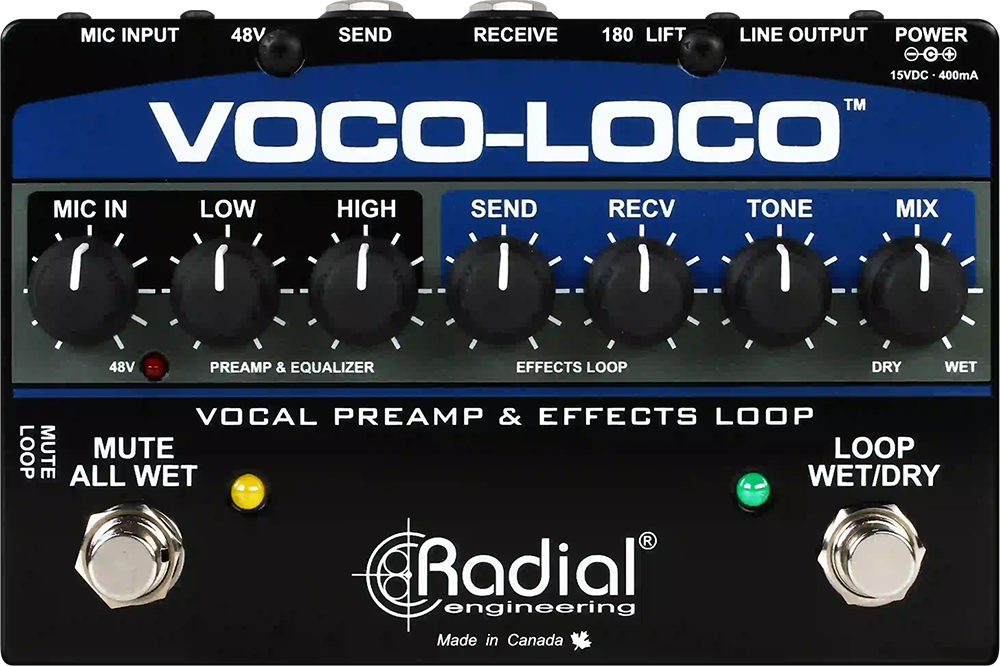 MIC INPUT 48V SEND RECEIVE 180 LIFT LINE OUTPUT POWER
15VDC · 400mA
VOCO-LOCO™
MIC IN LOW HIGH SEND RECV TONE MIX
48V PREAMP & EQUALIZER EFFECTS LOOP DRY WET
VOCAL PREAMP & EFFECTS LOOP
MUTE
LOOP
MUTE
ALL WET
LOOP
WET/DRY
Radial®
engineering
Made in Canada